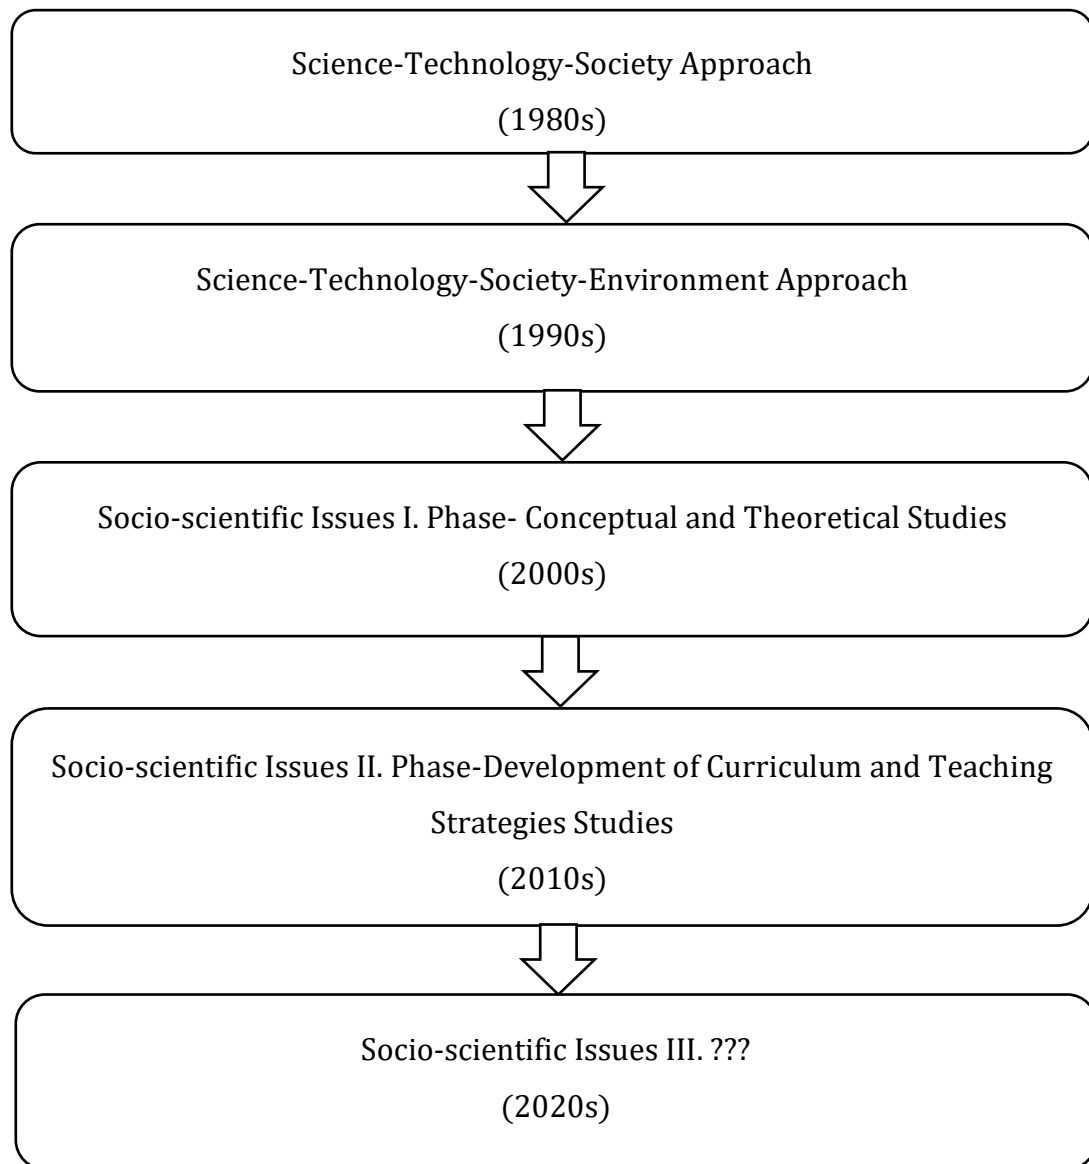 Science-Technology-Society Approach
(1980s)
Science-Technology-Society-Environment Approach
(1990s)
Socio-scientific Issues I. Phase- Conceptual and Theoretical Studies
(2000s)
Socio-scientific Issues II. Phase-Development of Curriculum and Teaching
Strategies Studies
(2010s)
Socio-scientific Issues III. ???
(2020s)